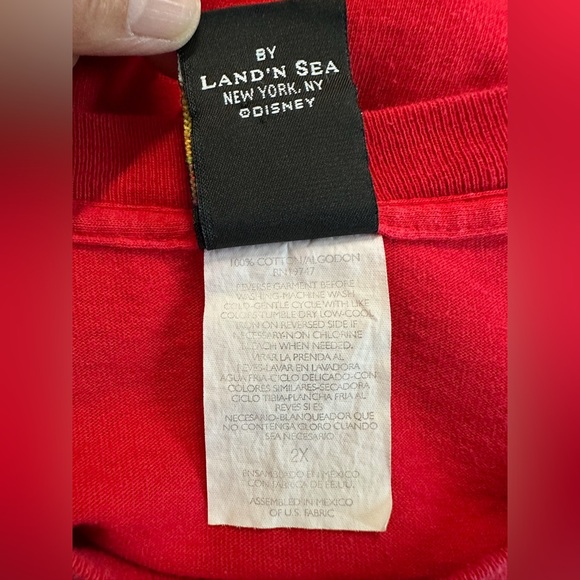 BY
LAND'N SEA
NEW YORK, NY
©DISNEY
100% COTTON/ALGODON
RN19747
REVERSE GARMENT BEFORE
WASHING-MACHINE WASH
COLD-GENTLE CYCLE WITH LIKE
COLORS TUMBLE DRY LOW-COOL
IRON ON REVERSED SIDE IF
NECESSARY-NON CHLORINE
BLEACH WHEN NEEDED.
VIRAR LA PRENDA AL
REVES-LAVAR EN LAVADORA
AGUA FRIA-CICLO DELICADO-CON
COLORES SIMILARES-SECADORA
CICLO TIBIA-PLANCHA FRIA AL
REVES SI ES
NECESARIO-BLANQUEADOR QUE
NO CONTENGA CLORO CUANDO
SEA NECESARIO
2X
ENSAMBLADO EN MEXICO
CON FABRICA DE EE.UU.
ASSEMBLED IN MEXICO
OF U.S. FABRIC